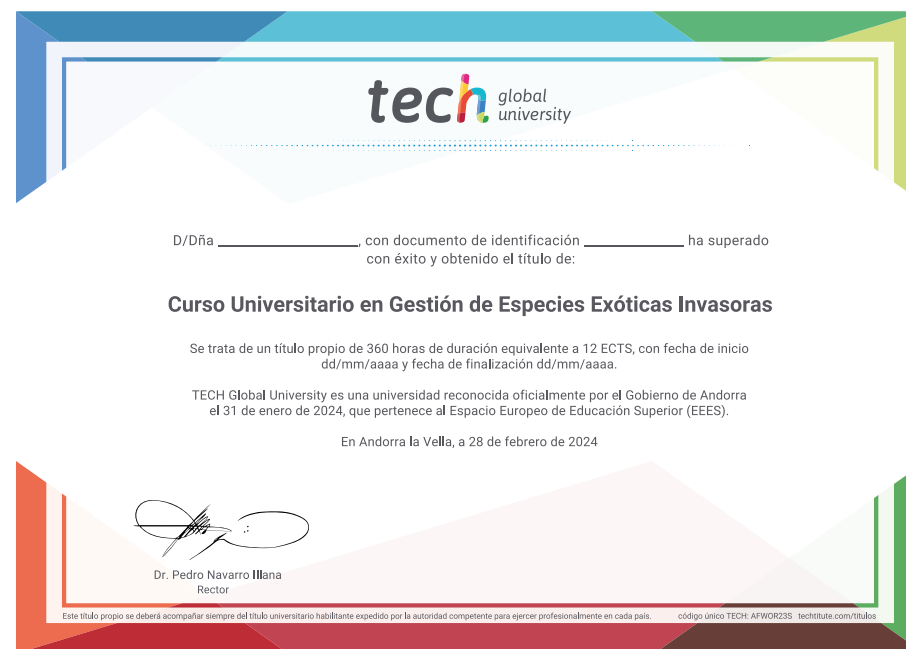 tech global university
D/Dña ____________________, con documento de identificación ______________ ha superado
con éxito y obtenido el título de:
Curso Universitario en Gestión de Especies Exóticas Invasoras
Se trata de un título propio de 360 horas de duración equivalente a 12 ECTS, con fecha de inicio
dd/mm/aaaa y fecha de finalización dd/mm/aaaa.
TECH Global University es una universidad reconocida oficialmente por el Gobierno de Andorra
el 31 de enero de 2024, que pertenece al Espacio Europeo de Educación Superior (EEES).
En Andorra la Vella, a 28 de febrero de 2024
Dr. Pedro Navarro Illana
Rector
Este título propio se deberá acompañar siempre del título universitario habilitante expedido por la autoridad competente para ejercer profesionalmente en cada país. código único TECH: AFWOR23S techtitute.com/titulos